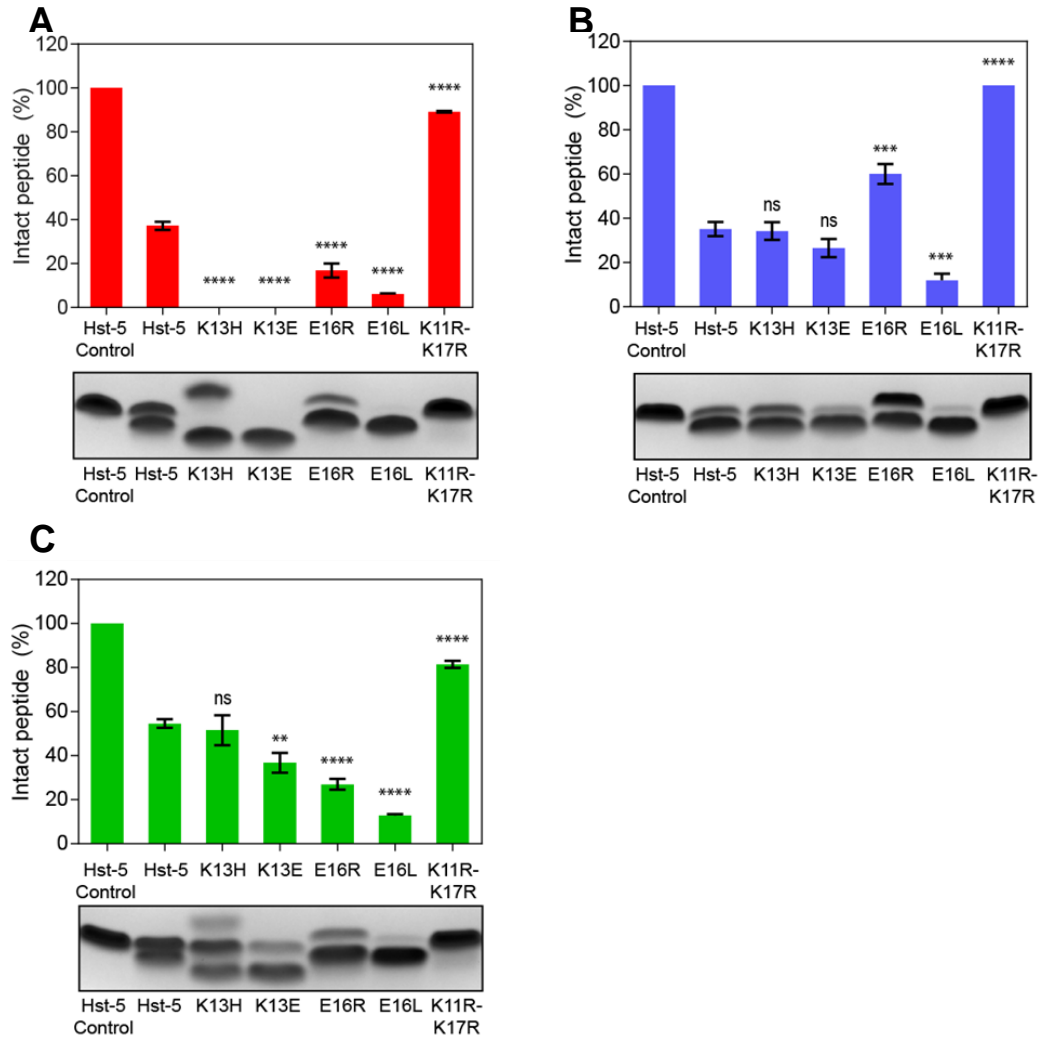 A
120
100
80
60
40
20
0
Intact peptide (%)
**** **** **** **** ****
Hst-5 Hst-5 K13H K13E E16R E16L K11R-
Control K17R
Hst-5 Hst-5 K13H K13E E16R E16L K11R-
Control K17R
B
120
100
80
60
40
20
0
Intact peptide (%)
ns ns *** *** ****
Hst-5 Hst-5 K13H K13E E16R E16L K11R-
Control K17R
Hst-5 Hst-5 K13H K13E E16R E16L K11R-
Control K17R
C
120
100
80
60
40
20
0
Intact peptide (%)
ns ** **** **** ****
Hst-5 Hst-5 K13H K13E E16R E16L K11R-
Control K17R
Hst-5 Hst-5 K13H K13E E16R E16L K11R-
Control K17R